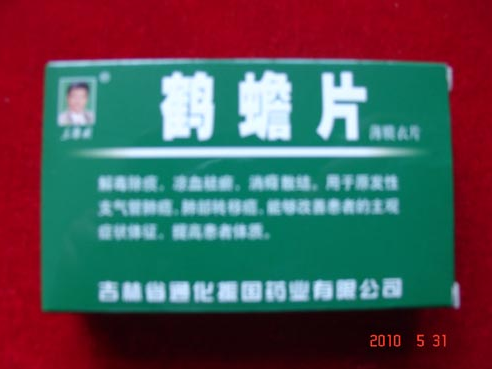 ®
鹤蟾片
薄膜衣片
解毒除痰，凉血祛瘀，消癥散结。用于原发性
支气管肺癌，肺部转移癌，能够改善患者的主观
症状体征，提高患者体质。
吉林省通化振国药业有限公司
2010 5 31